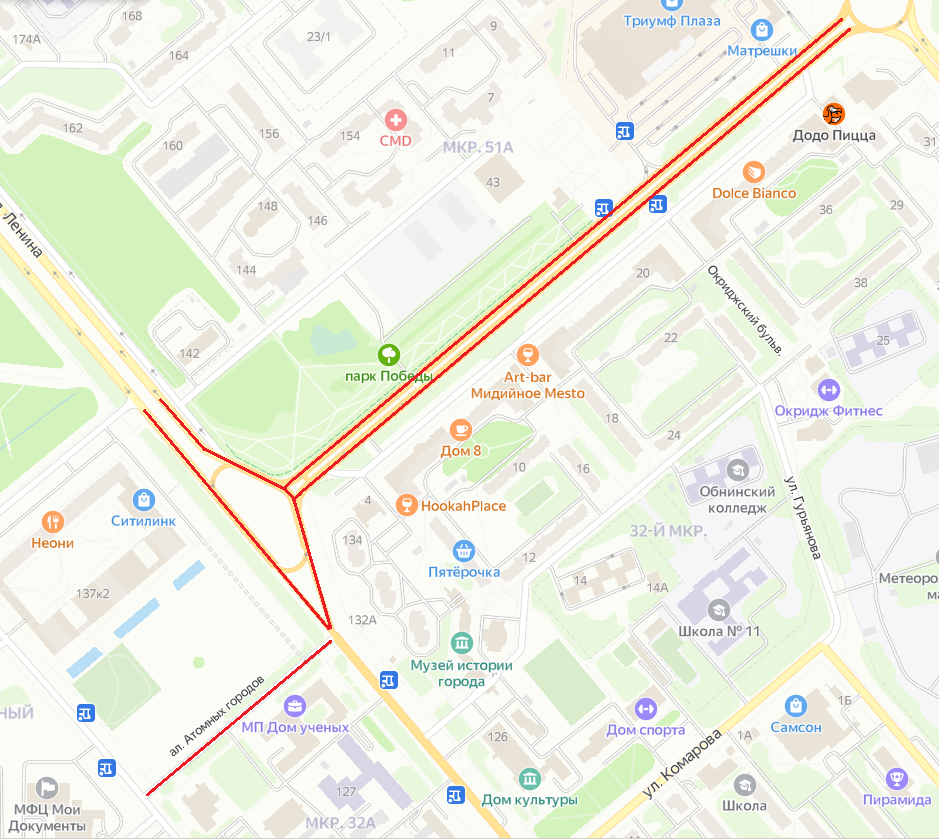 174А
164
168
162
160
156
154
23/1
11
9
7
CMD
МКР. 51А
43
148
146
144
142
Триумф Плаза
Матрешки
Додо Пицца
31
Dolce Bianco
36
29
38
25
. Ленина
20
22
Окриджский бульв.
парк Победы
Art-bar
Мидийное Mesto
Окридж Фитнес
18
24
Дом 8
10
16
Обнинский
колледж
ул. Гурьянова
4
HookahPlace
Ситилинк
Неони
134
32-Й МКР.
Пятёрочка
12
14
14А
137к2
132А
Школа № 11
Метеоро
ма
Музей истории
города
ал. Атомных городов
МП Дом ученых
НЫЙ
126
Дом спорта
1Б
1А
Самсон
ул. Комарова
МФЦ Мои
Документы
127
МКР. 32А
Дом культуры
Школа
Пирамида